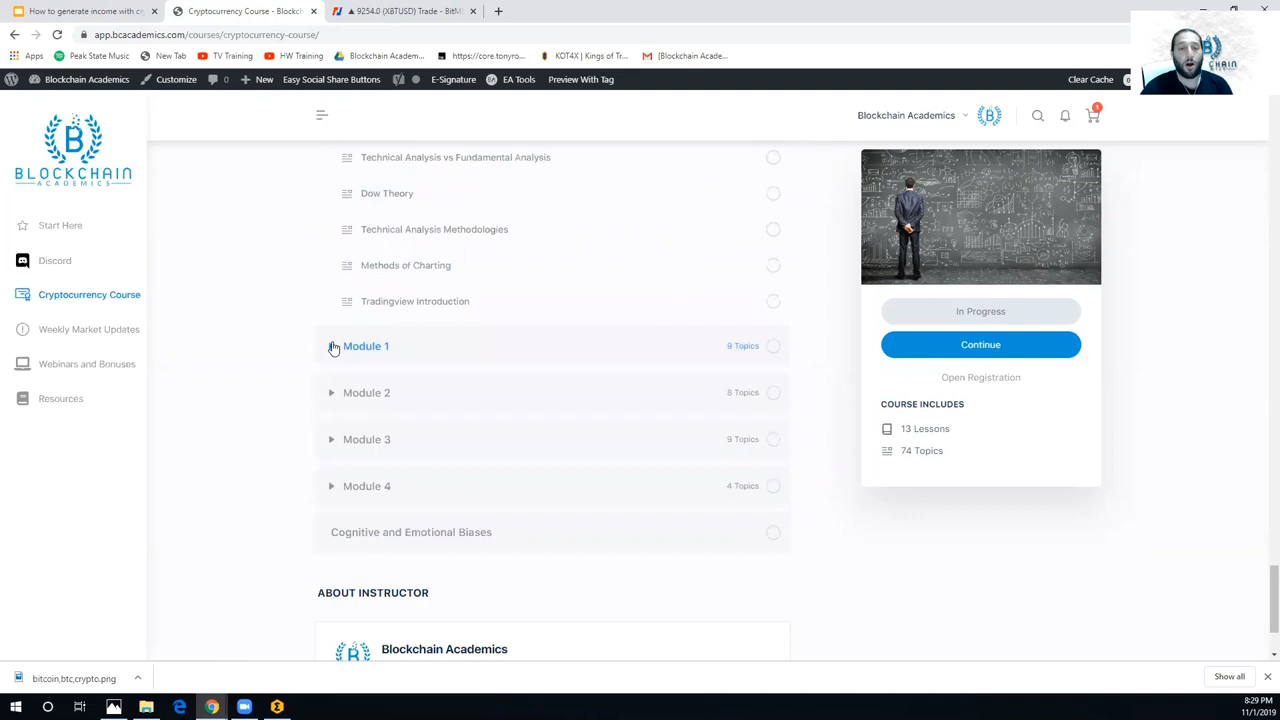 How to generate income with cr
Cryptocurrency Course - Blockch
▲ 9254.0 (XBTUSD) Trade - BitM
app.bcacademics.com/courses/cryptocurrency-course/
Apps
Peak State Music
New Tab
TV Training
HW Training
Blockchain Academ...
https://core.tonyro...
KOT4X | Kings of Tr...
[Blockchain Acade...
Blockchain Academics
Customize
0
New
Easy Social Share Buttons
E-Signature
EA Tools
Preview With Tag
Clear Cache
BLOCKCHAIN
ACADEMICS
Start Here
Discord
Cryptocurrency Course
Weekly Market Updates
Webinars and Bonuses
Resources
Blockchain Academics
1
Technical Analysis vs Fundamental Analysis
Dow Theory
Technical Analysis Methodologies
Methods of Charting
Tradingview Introduction
Module 1
9 Topics
Module 2
8 Topics
Module 3
9 Topics
Module 4
4 Topics
Cognitive and Emotional Biases
ABOUT INSTRUCTOR
Blockchain Academics
In Progress
Continue
Open Registration
COURSE INCLUDES
13 Lessons
74 Topics
bitcoin,btc,crypto.png
Show all
8:29 PM
11/1/2019